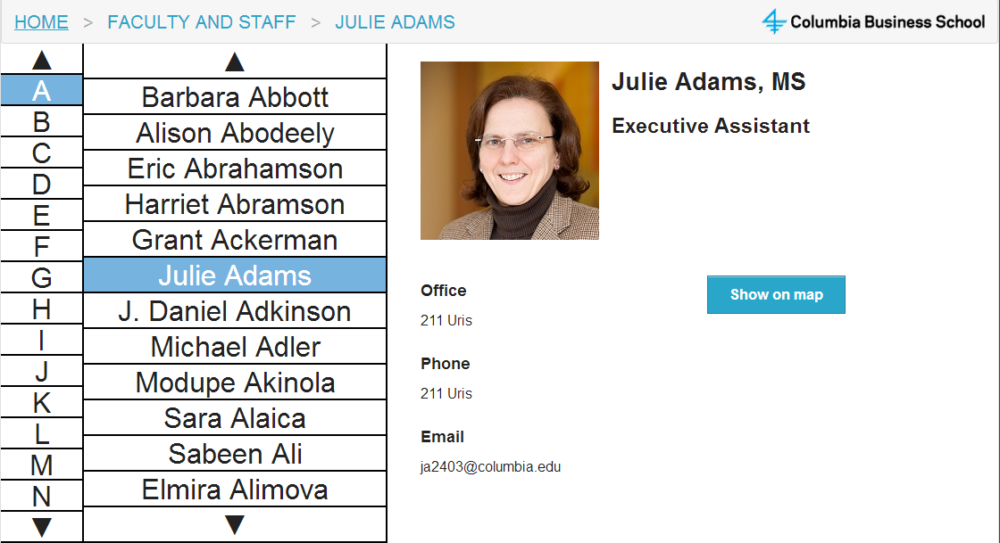 HOME > FACULTY AND STAFF > JULIE ADAMS
Columbia Business School
▲
A
B
C
D
E
F
G
H
I
J
K
L
M
N
▼
▲
Barbara Abbott
Alison Abodeely
Eric Abrahamson
Harriet Abramson
Grant Ackerman
Julie Adams
J. Daniel Adkinson
Michael Adler
Modupe Akinola
Sara Alaica
Sabeen Ali
Elmira Alimova
▼
Julie Adams, MS
Executive Assistant
Office
211 Uris
Show on map
Phone
211 Uris
Email
ja2403@columbia.edu